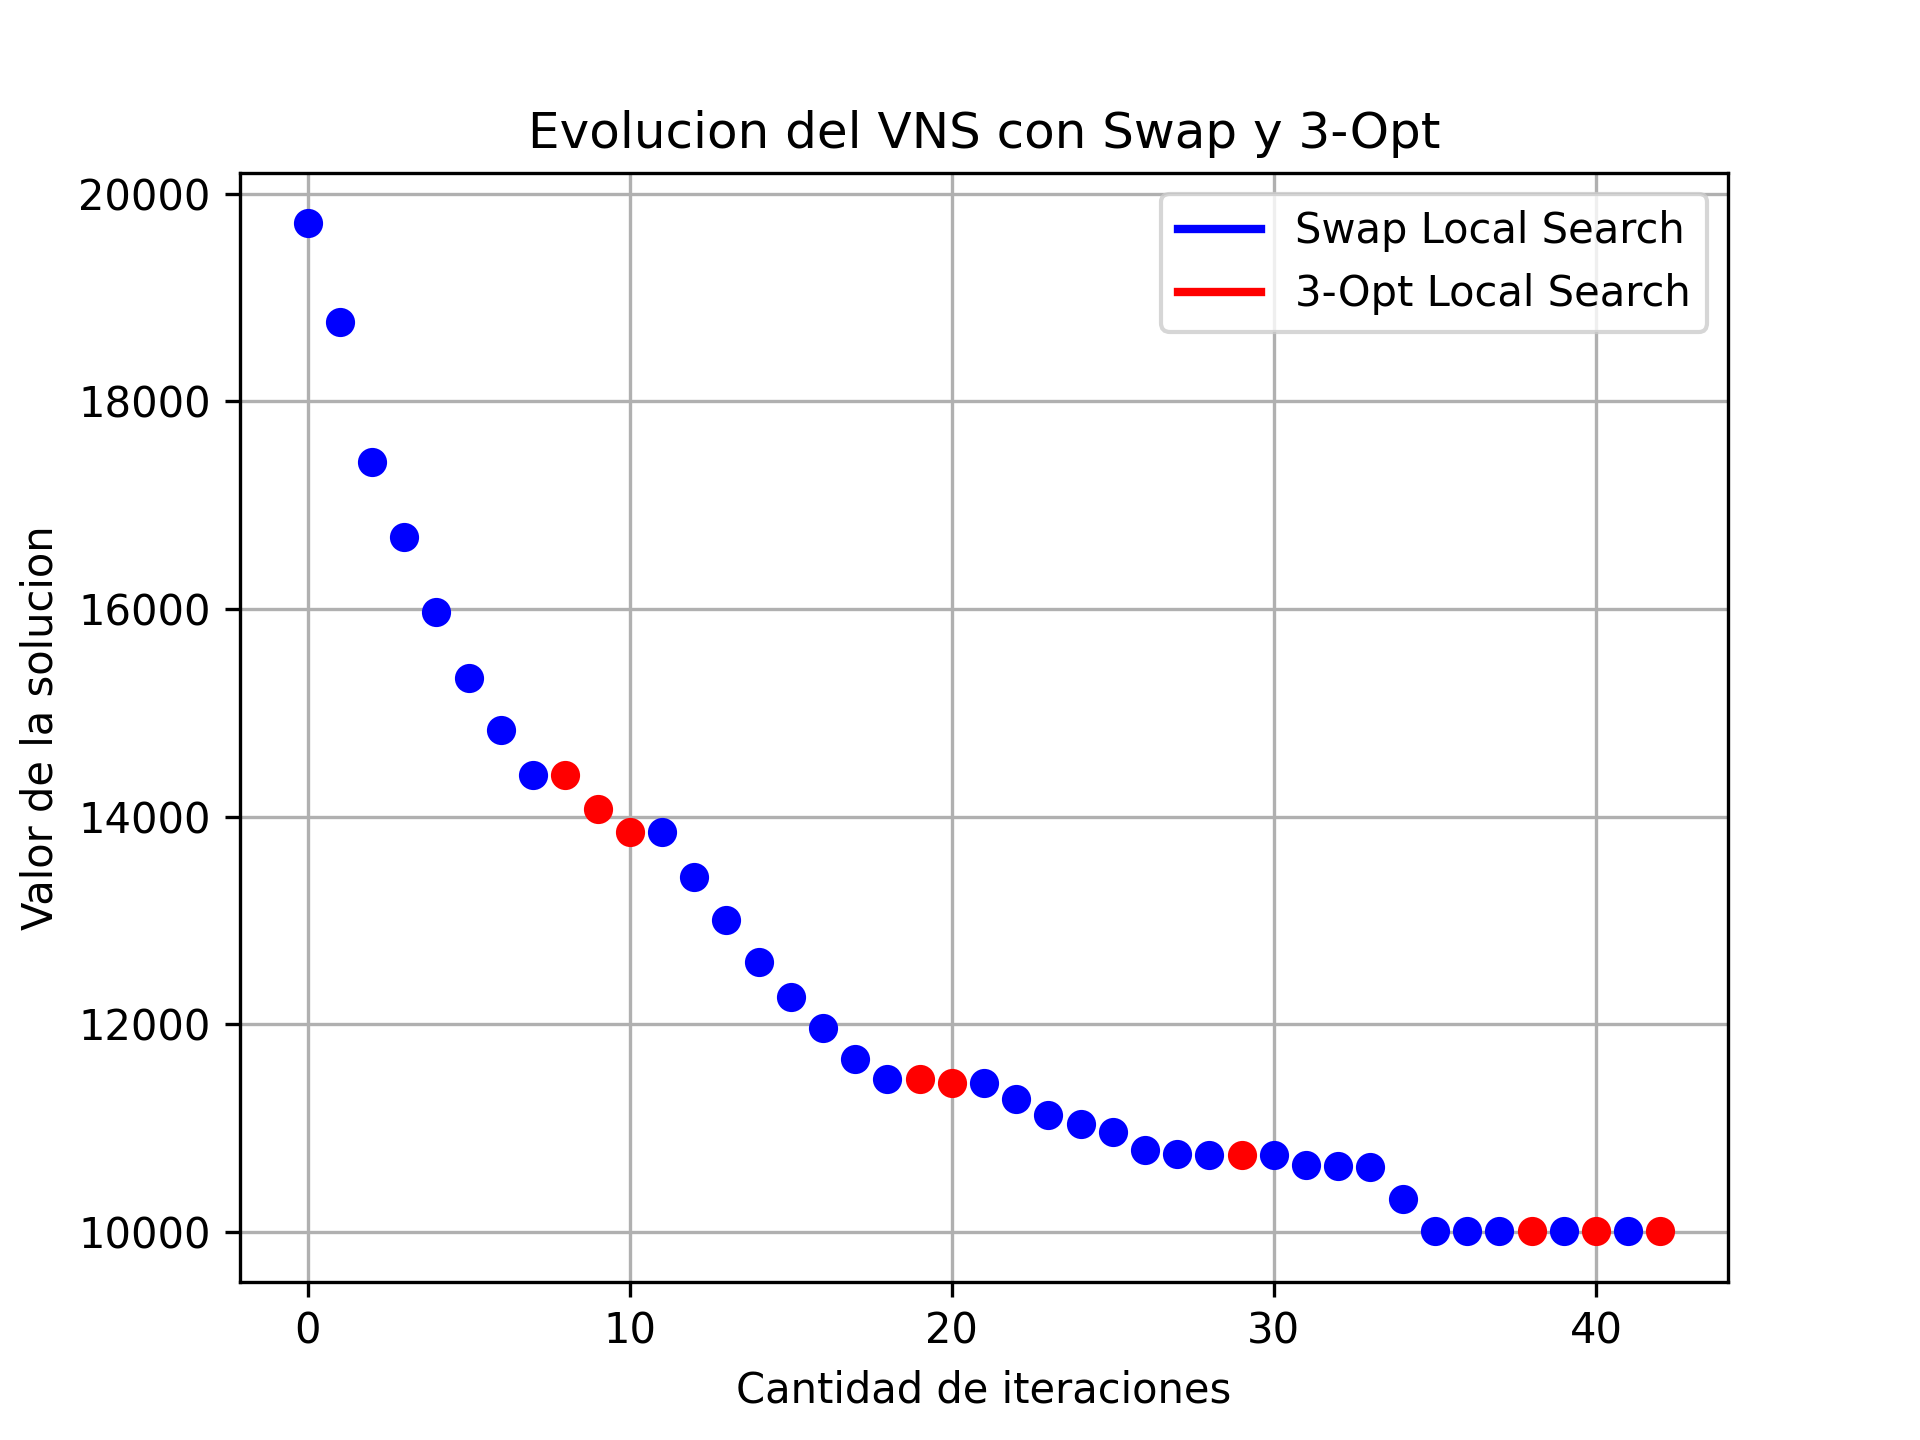 Evolucion del VNS con Swap y 3-Opt
Swap Local Search
3-Opt Local Search
Valor de la solucion
20000
18000
16000
14000
12000
10000
0 10 20 30 40
Cantidad de iteraciones